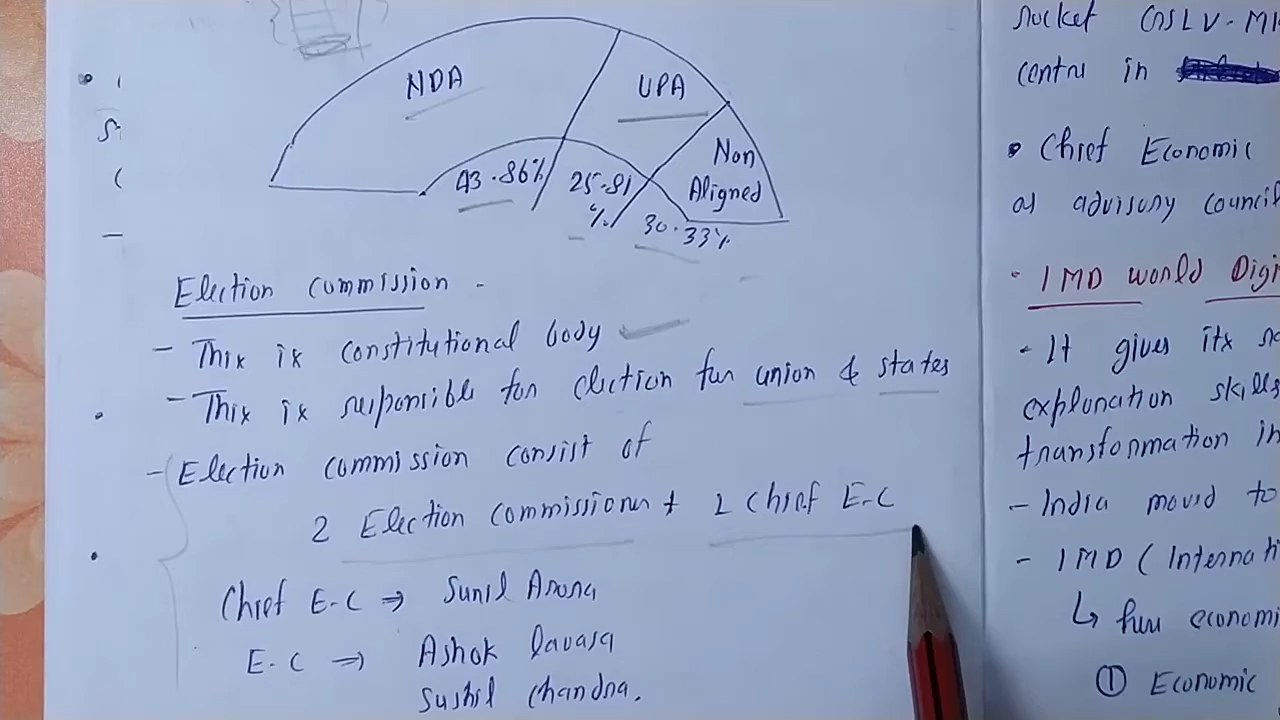 NDA
UPA
Non
Aligned
43.86%
25.81
%
30.33%
Election commission -
- This is constitutional body
- This is responsible for election for union & states
- Election commission consist of
2 Election commissioner + 1 Chief E.C
Chief E.C ⇒ Sunil Arora
E.C ⇒ Ashok lavasa
Sushil Chandra.
rocket GSLV-MK
centre in
• Chief Economic
as advisory council
• IMD world Digi
- It gives its
explanation skills
transformation in
- India moved to
- IMD (Internati
↳ four economi
① Economic